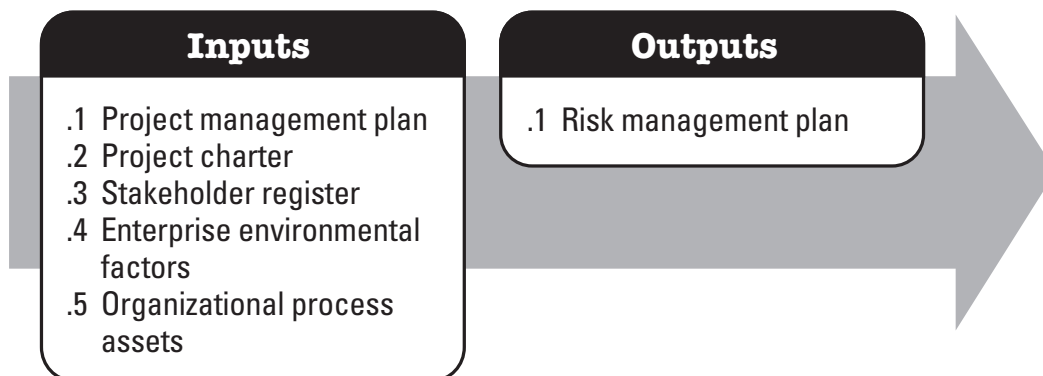 Inputs
.1 Project management plan
.2 Project charter
.3 Stakeholder register
.4 Enterprise environmental
factors
.5 Organizational process
assets
Outputs
.1 Risk management plan